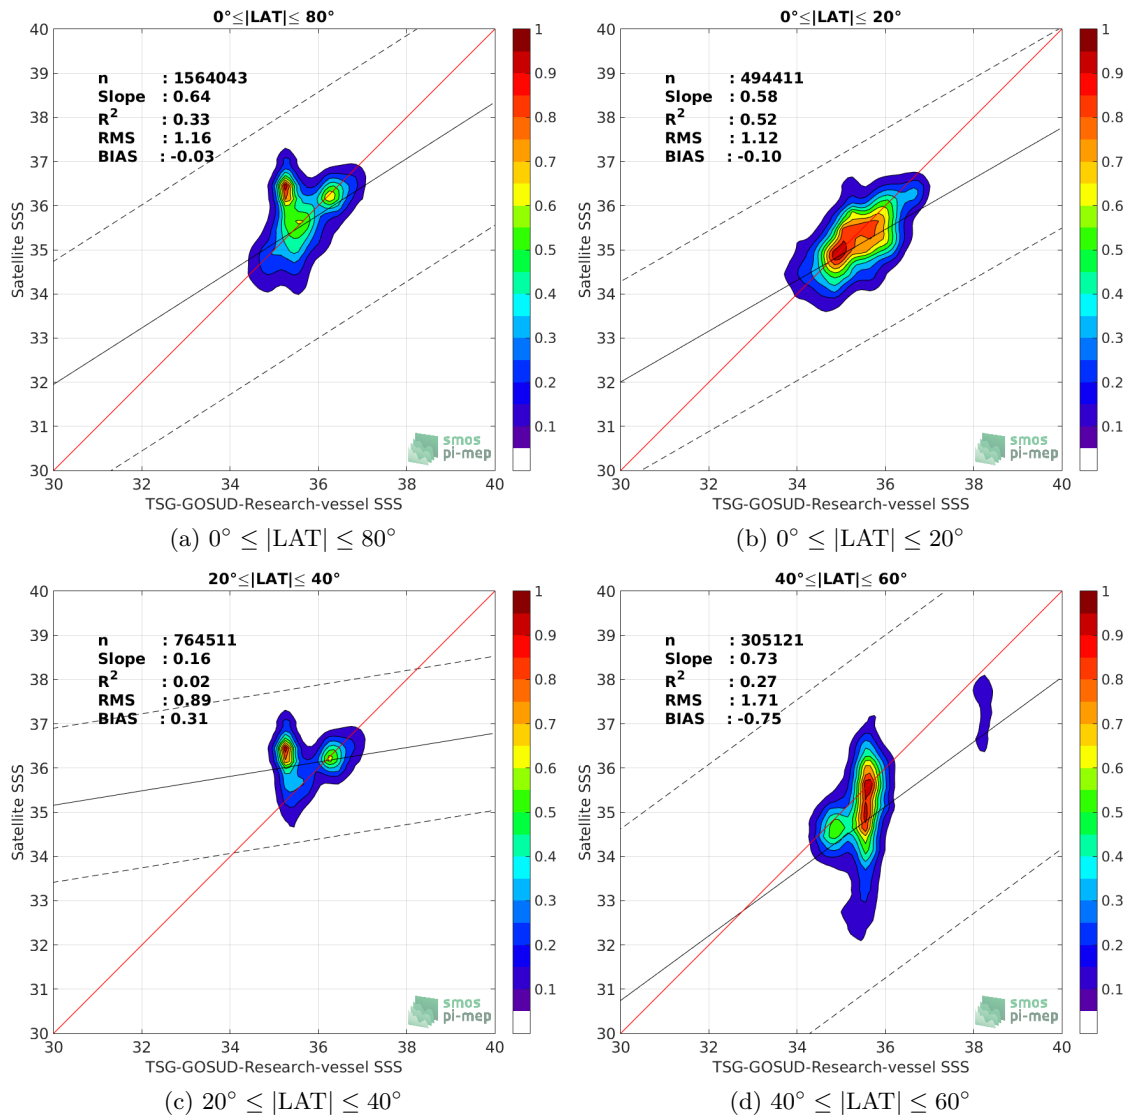 0°≤|LAT|≤ 80°
n : 1564043
Slope : 0.64
R² : 0.33
RMS : 1.16
BIAS : -0.03
Satellite SSS
40
39
38
37
36
35
34
33
32
31
30
30 32 34 36 38 40
TSG-GOSUD-Research-vessel SSS
1
0.9
0.8
0.7
0.6
0.5
0.4
0.3
0.2
0.1
smos
pi-mep
(a) 0° ≤ |LAT| ≤ 80°
0°≤|LAT|≤ 20°
n : 494411
Slope : 0.58
R² : 0.52
RMS : 1.12
BIAS : -0.10
Satellite SSS
40
39
38
37
36
35
34
33
32
31
30
30 32 34 36 38 40
TSG-GOSUD-Research-vessel SSS
1
0.9
0.8
0.7
0.6
0.5
0.4
0.3
0.2
0.1
smos
pi-mep
(b) 0° ≤ |LAT| ≤ 20°
20°≤|LAT|≤ 40°
n : 764511
Slope : 0.16
R² : 0.02
RMS : 0.89
BIAS : 0.31
Satellite SSS
40
39
38
37
36
35
34
33
32
31
30
30 32 34 36 38 40
TSG-GOSUD-Research-vessel SSS
1
0.9
0.8
0.7
0.6
0.5
0.4
0.3
0.2
0.1
smos
pi-mep
(c) 20° ≤ |LAT| ≤ 40°
40°≤|LAT|≤ 60°
n : 305121
Slope : 0.73
R² : 0.27
RMS : 1.71
BIAS : -0.75
Satellite SSS
40
39
38
37
36
35
34
33
32
31
30
30 32 34 36 38 40
TSG-GOSUD-Research-vessel SSS
1
0.9
0.8
0.7
0.6
0.5
0.4
0.3
0.2
0.1
smos
pi-mep
(d) 40° ≤ |LAT| ≤ 60°